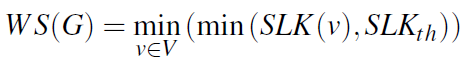 WS(G) = min_{v∈V} (min (SLK(v), SLK_{th}))